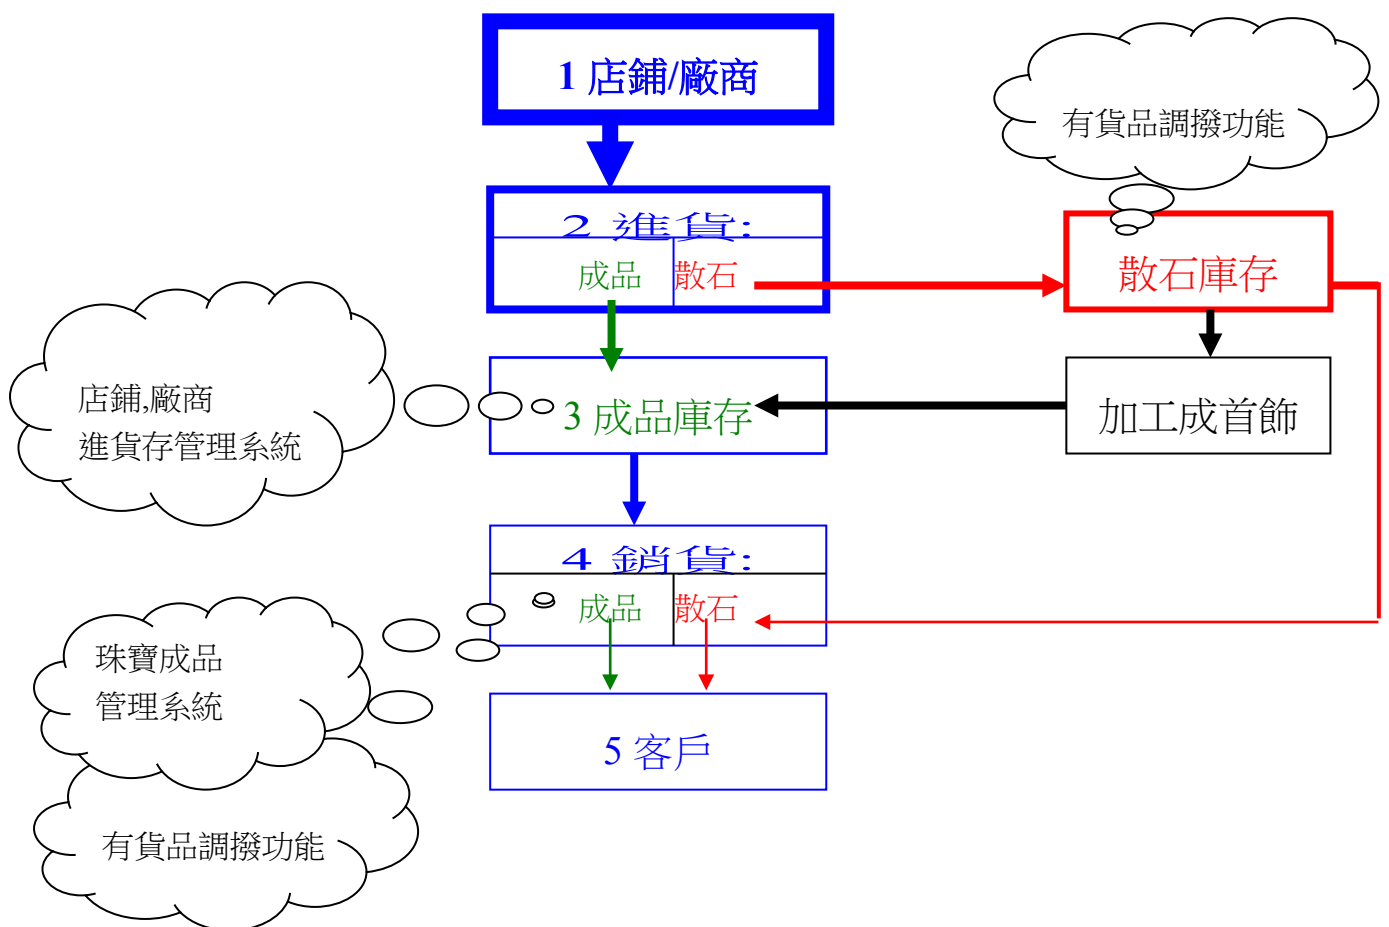 1 店鋪/廠商
有貨品調撥功能
2 進貨:
成品 散石
散石庫存
店鋪,廠商
進貨存管理系統
3 成品庫存
加工成首飾
4 銷貨:
成品 散石
珠寶成品
管理系統
5 客戶
有貨品調撥功能